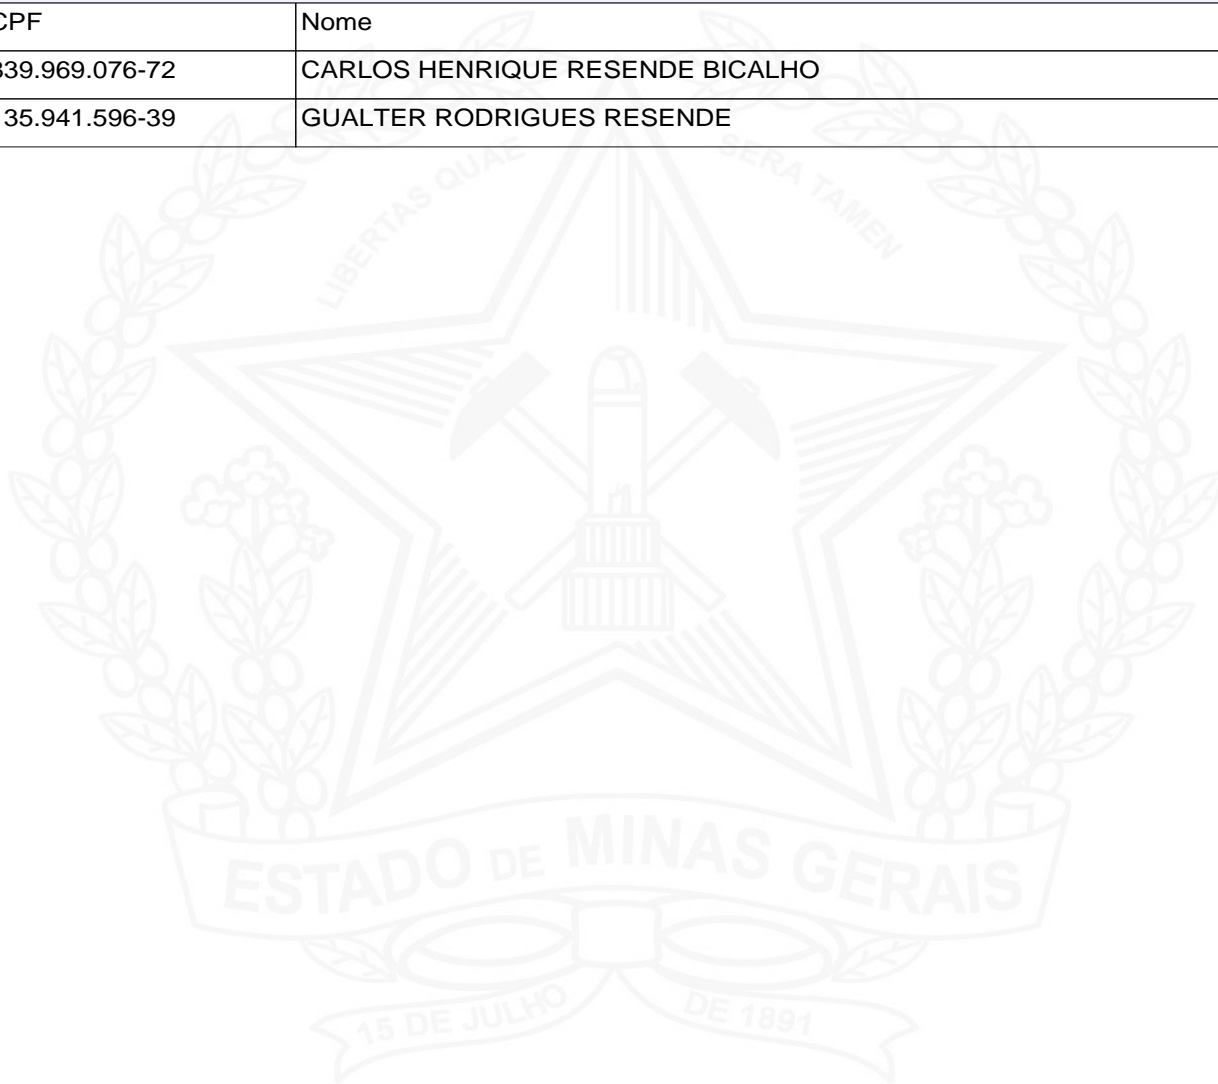 CPF Nome
839.969.076-72 CARLOS HENRIQUE RESENDE BICALHO
35.941.596-39 GUALTER RODRIGUES RESENDE
LIBERTAS QUAE SERA TAMEN
ESTADO DE MINAS GERAIS
15 DE JULHO DE 1891